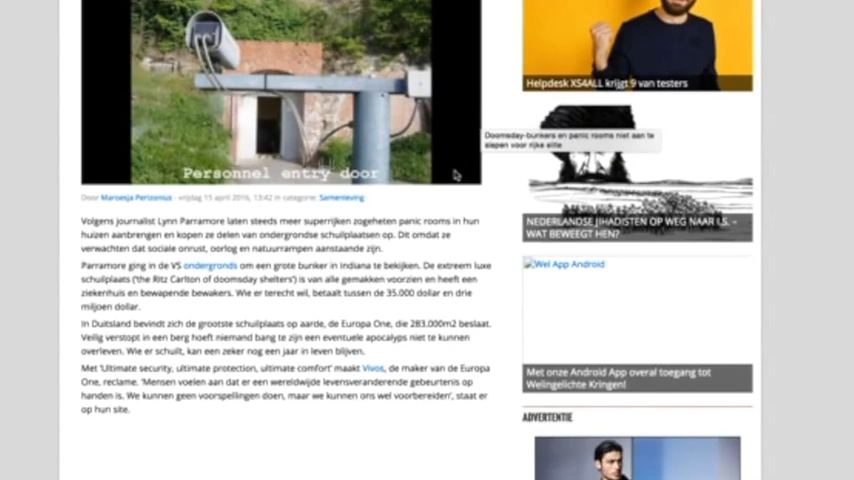 Personnel entry door
Door Maroesja Perizonius - vrijdag 15 april 2016, 13:42 in categorie: Samenleving
Volgens journalist Lynn Parramore laten steeds meer superrijken zogeheten panic rooms in hun
huizen aanbrengen en kopen ze delen van ondergrondse schuilplaatsen op. Dit omdat ze
verwachten dat sociale onrust, oorlog en natuurrampen aanstaande zijn.
Parramore ging in de VS ondergronds om een grote bunker in Indiana te bekijken. De extreem luxe
schuilplaats ('the Ritz Carlton of doomsday shelters') is van alle gemakken voorzien en heeft een
ziekenhuis en bewapende bewakers. Wie er terecht wil, betaalt tussen de 35.000 dollar en drie
miljoen dollar.
In Duitsland bevindt zich de grootste schuilplaats op aarde, de Europa One, die 283.000m2 beslaat.
Veilig verstopt in een berg hoeft niemand bang te zijn een eventuele apocalyps niet te kunnen
overleven. Wie er schuilt, kan een zeker nog een jaar in leven blijven.
Met 'Ultimate security, ultimate protection, ultimate comfort' maakt Vivos, de maker van de Europa
One, reclame. 'Mensen voelen aan dat er een wereldwijde levensveranderende gebeurtenis op
handen is. We kunnen geen voorspellingen doen, maar we kunnen ons wel voorbereiden', staat er
op hun site.
Helpdesk XS4ALL krijgt 9 van testers
Doomsday-bunkers en panic rooms niet aan te
slepen voor rijke elite
NEDERLANDSE JIHADISTEN OP WEG NAAR I.S. –
WAT BEWEEGT HEN?
Wel App Android
Met onze Android App overal toegang tot
Welingelichte Kringen!
ADVERTENTIE